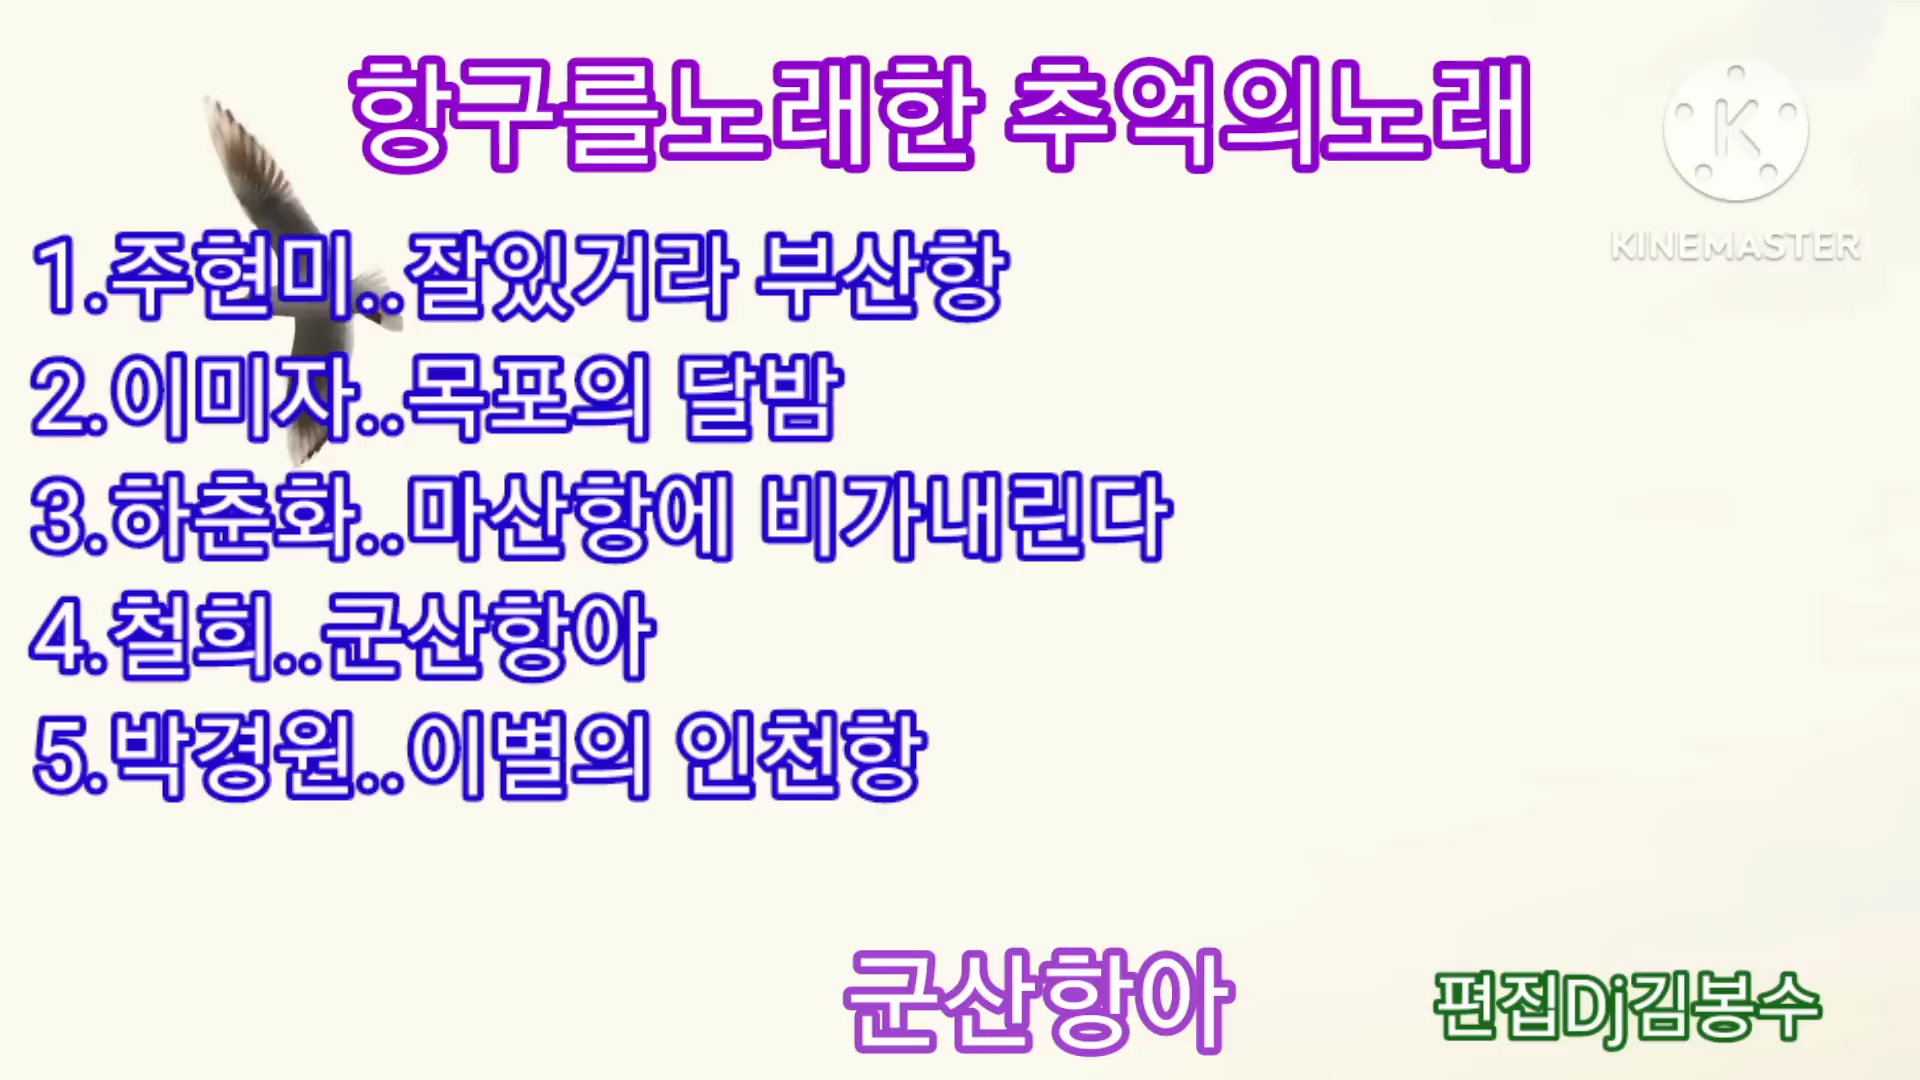 항구를노래한 추억의노래
K
KINEMASTER
1.주현미..잘있거라 부산항
2.이미자..목포의 달밤
3.하춘화..마산항에 비가내린다
4.철희..군산항아
5.박경원..이별의 인천항
군산항아
편집Dj김봉수